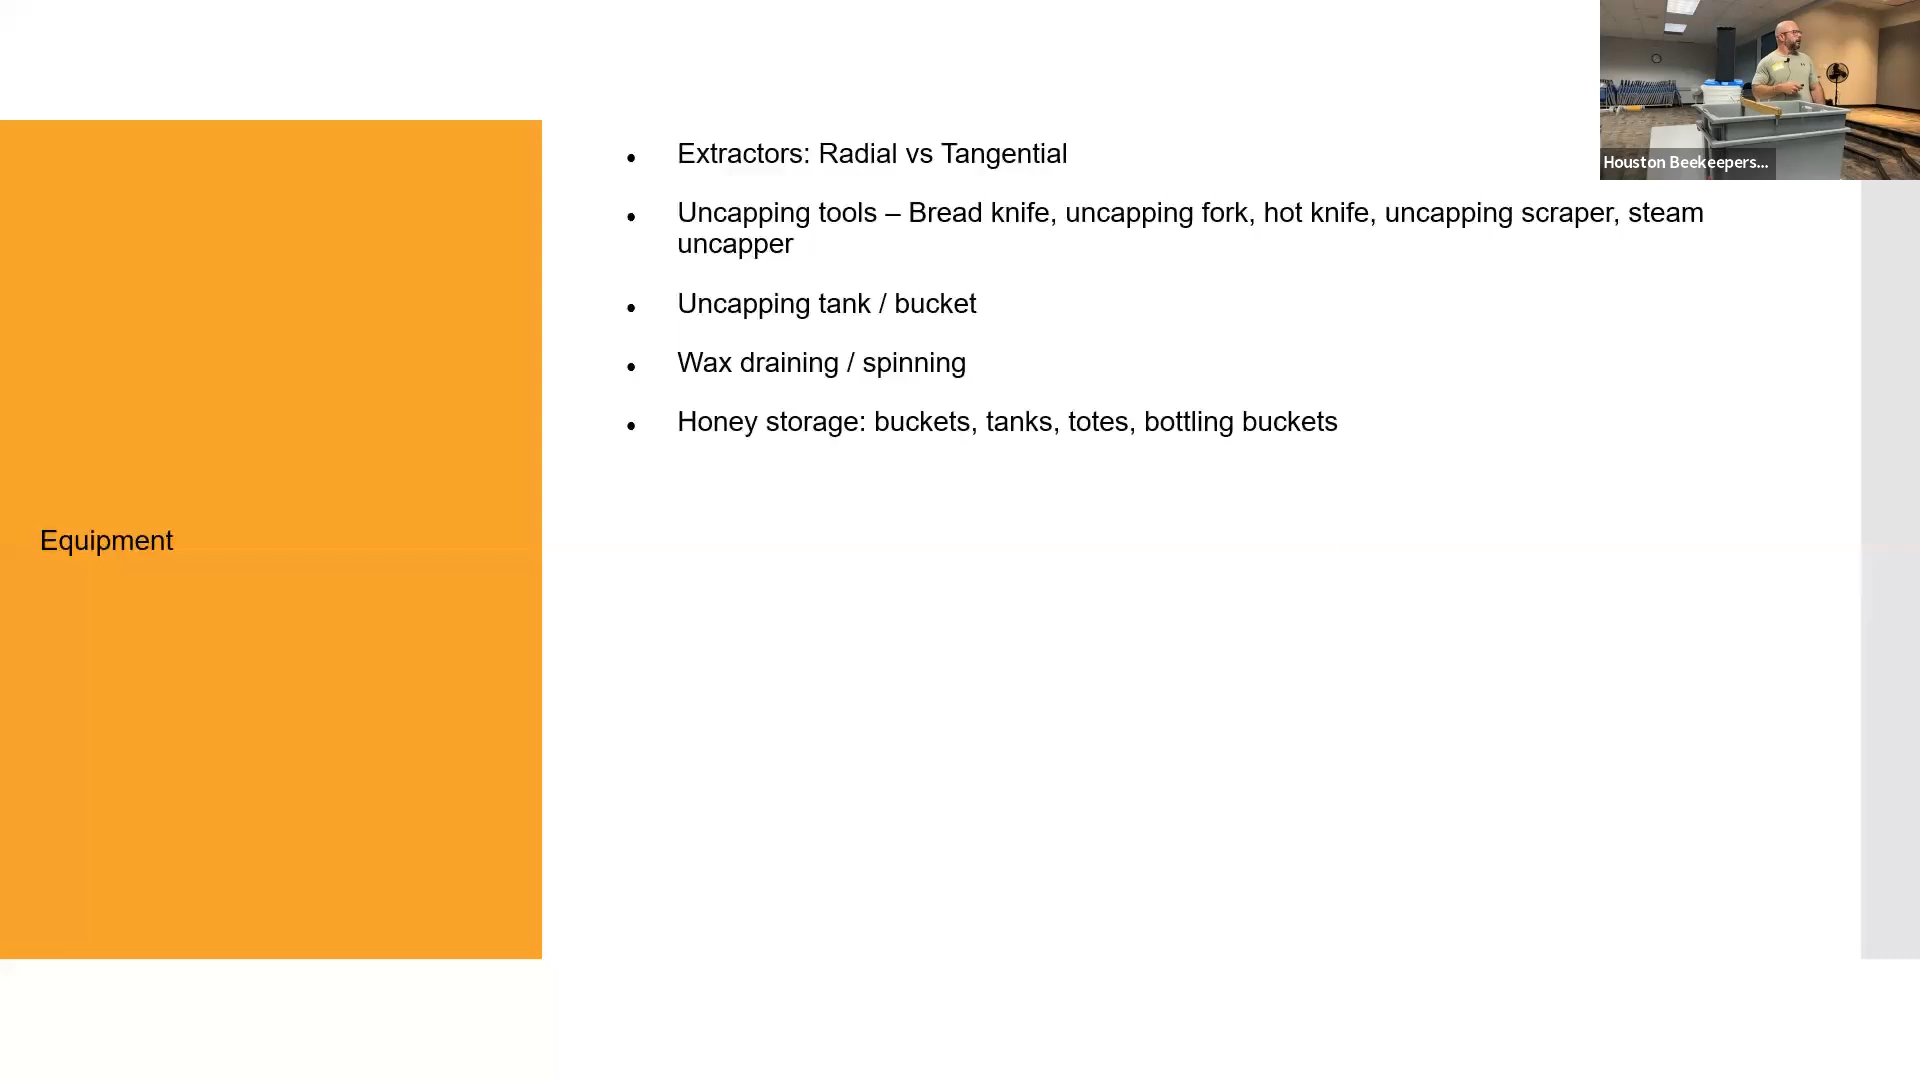 Extractors: Radial vs Tangential
Uncapping tools – Bread knife, uncapping fork, hot knife, uncapping scraper, steam
uncapper
Uncapping tank / bucket
Wax draining / spinning
Honey storage: buckets, tanks, totes, bottling buckets
Equipment
Houston Beekeepers...